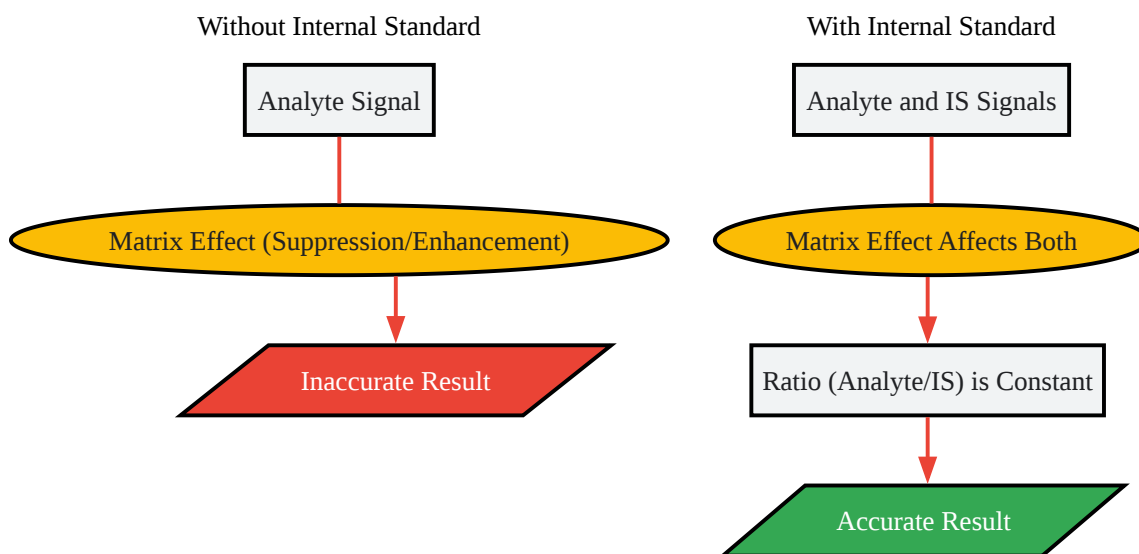 Without Internal Standard
Analyte Signal
Matrix Effect (Suppression/Enhancement)
Inaccurate Result
With Internal Standard
Analyte and IS Signals
Matrix Effect Affects Both
Ratio (Analyte/IS) is Constant
Accurate Result